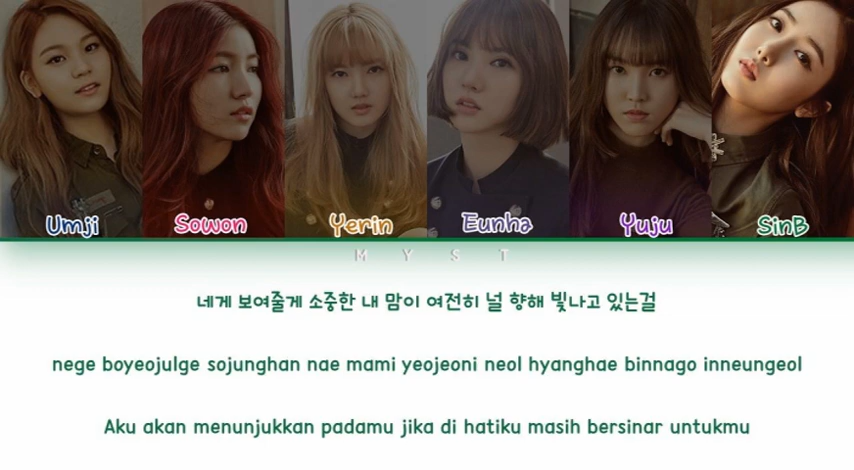 Umji Sowon Yerin Eunha Yuju SinB
M Y S T
네게 보여줄게 소중한 내 맘이 여전히 널 향해 빛나고 있는걸
nege boyeojulge sojunghan nae mami yeojeoni neol hyanghae binnago inneungeol
Aku akan menunjukkan padamu jika di hatiku masih bersinar untukmu